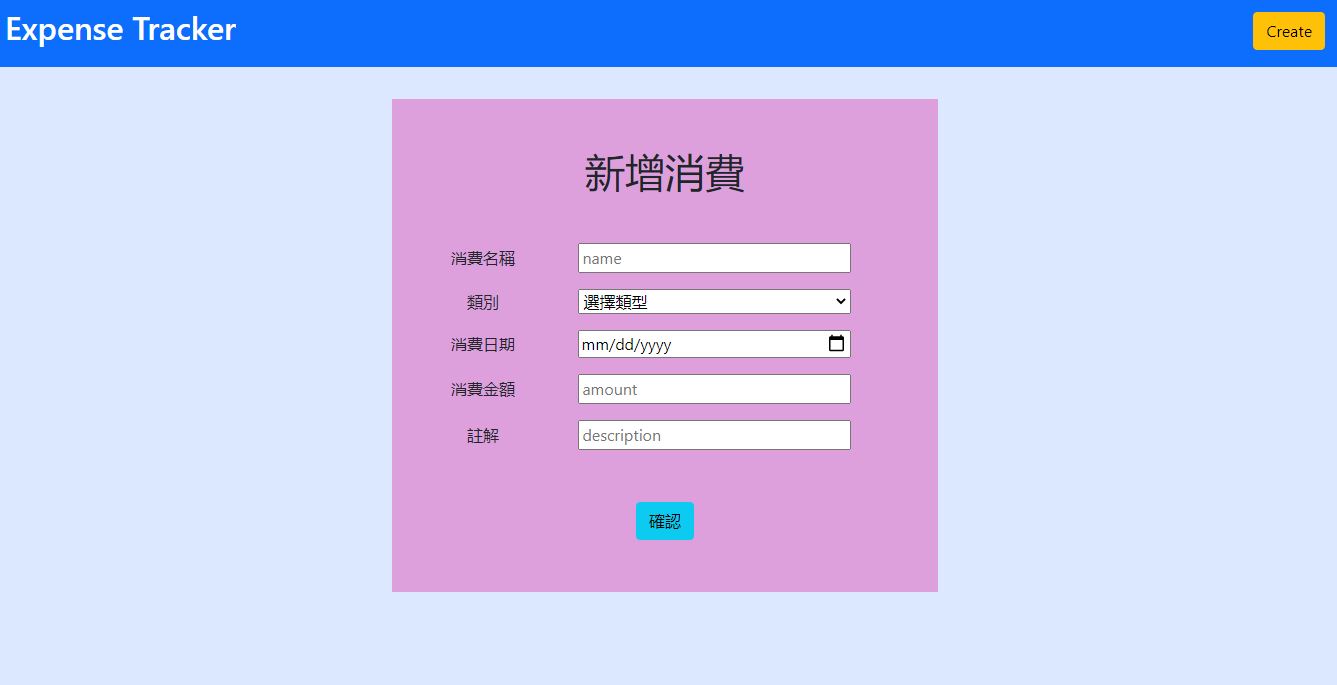 Expense Tracker
Create
新增消費
消費名稱 name
類別 選擇類型
消費日期 mm/dd/yyyy
消費金額 amount
註解 description
確認